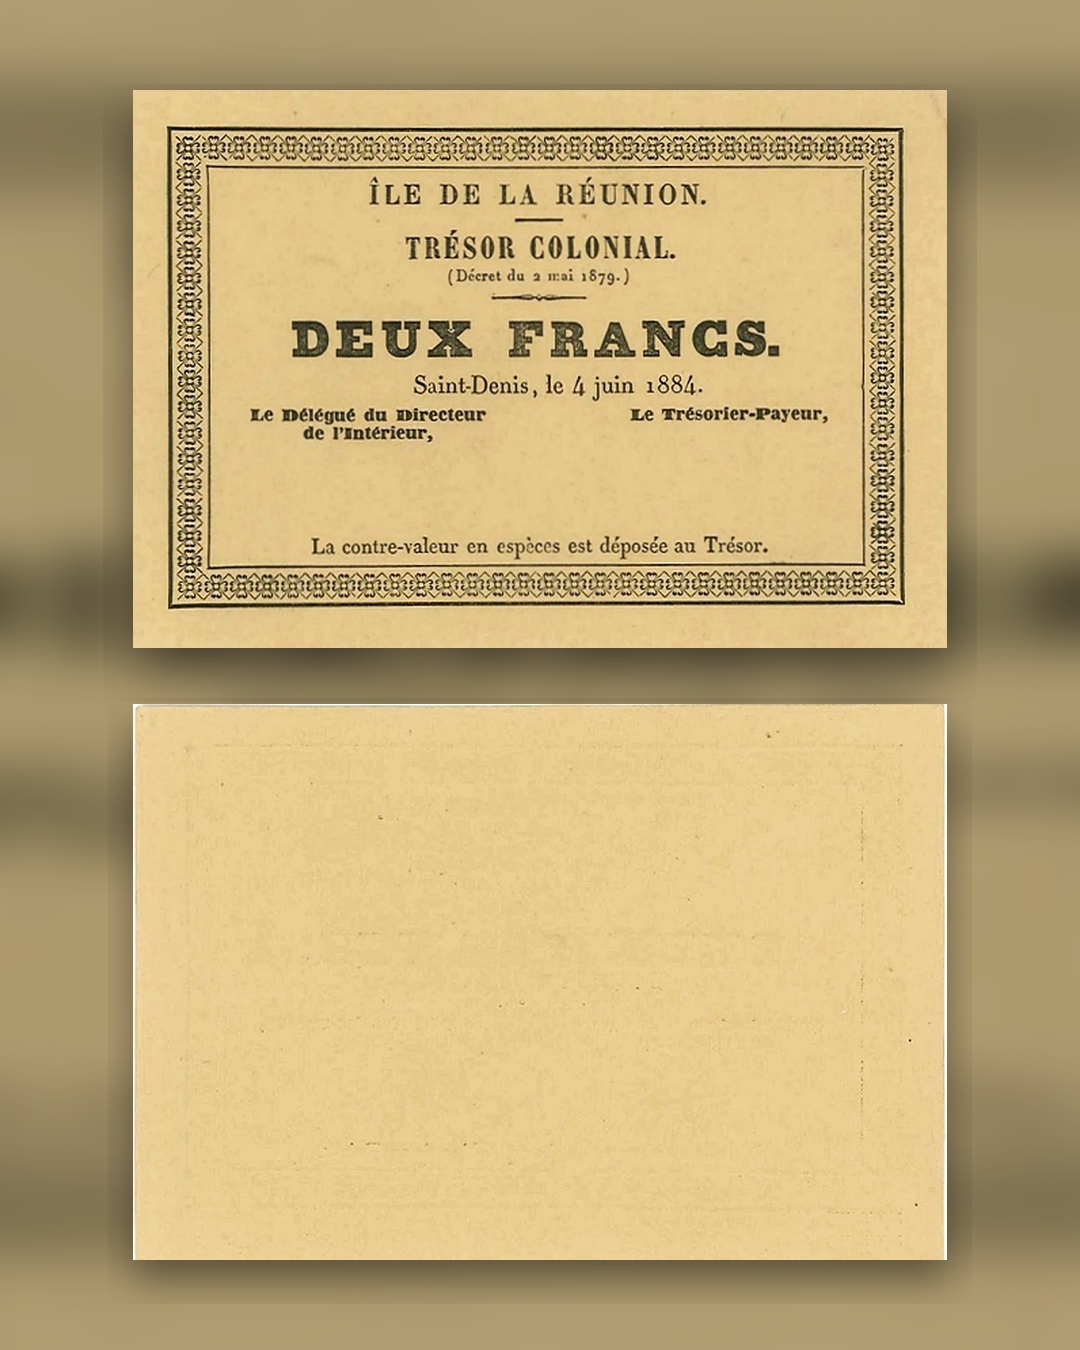 ÎLE DE LA RÉUNION.
TRÉSOR COLONIAL.
(Décret du 2 mai 1879.)
DEUX FRANCS.
Saint-Denis, le 4 juin 1884.
Le Délégué du Directeur
de l'Intérieur,
Le Trésorier-Payeur,
La contre-valeur en espèces est déposée au Trésor.